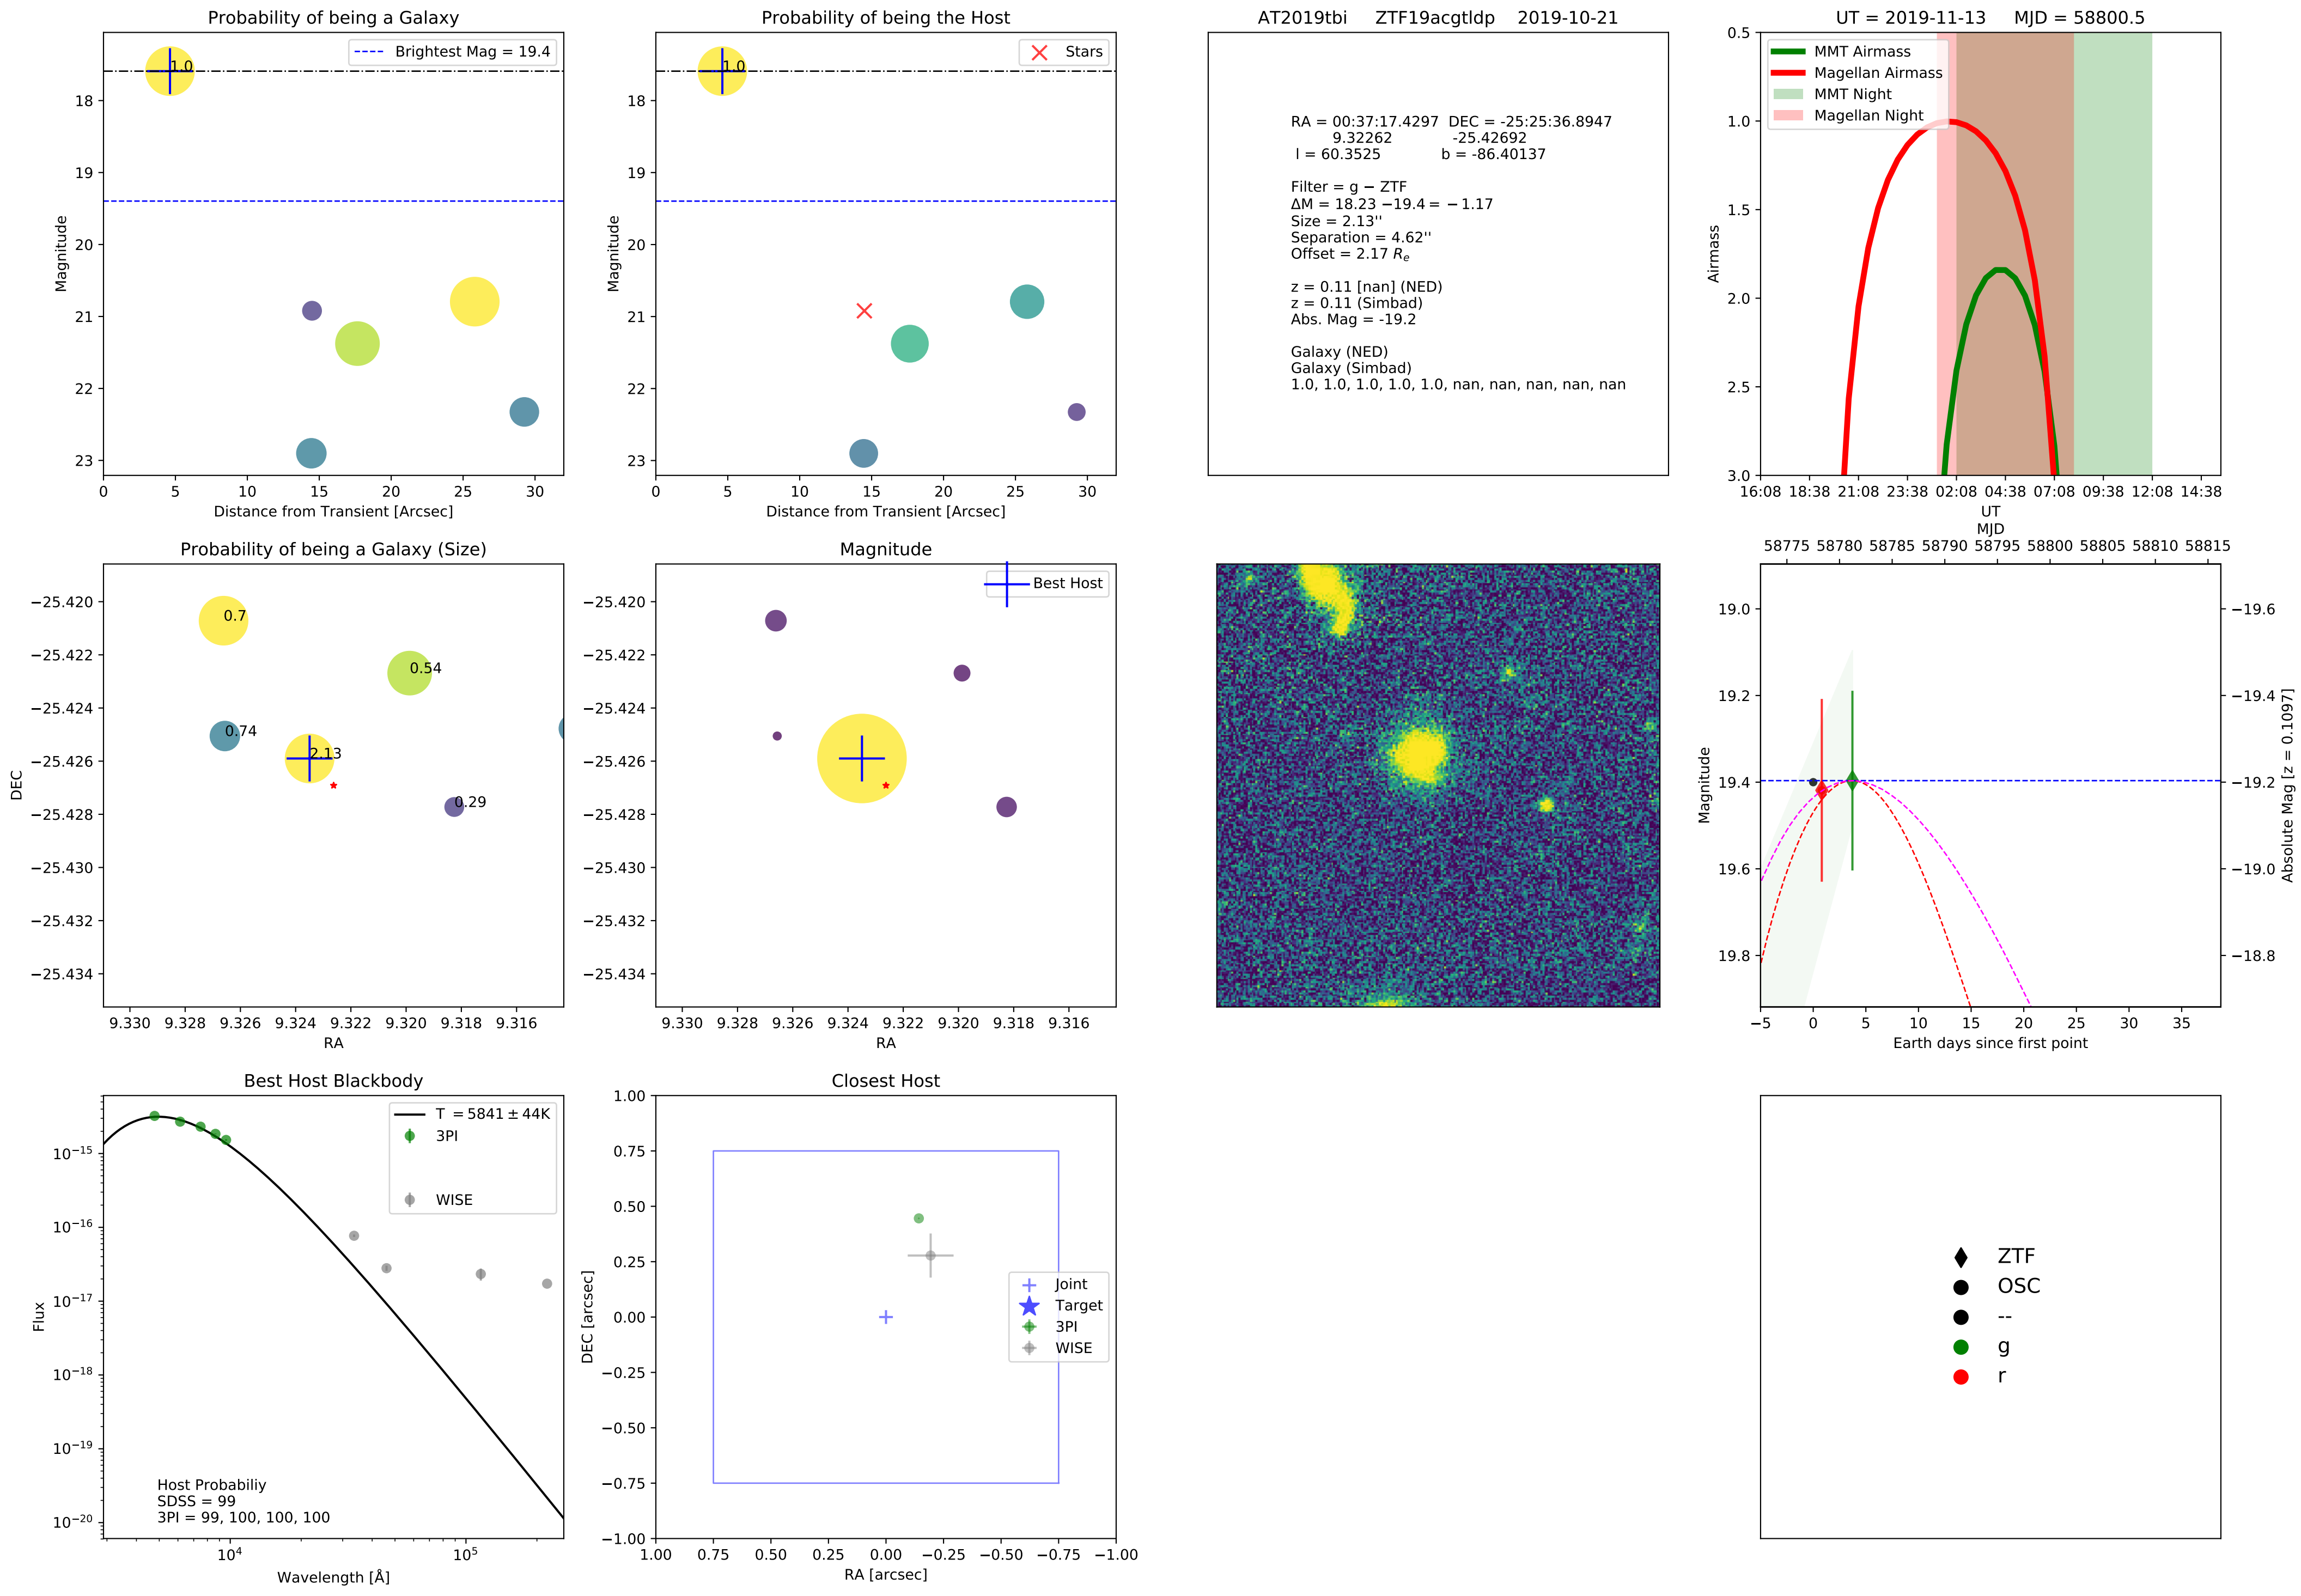 Probability of being a Galaxy
Brightest Mag = 19.4
1.0
18
19
20
21
22
23
Magnitude
0 5 10 15 20 25 30
Distance from Transient [Arcsec]
Probability of being the Host
Stars
1.0
18
19
20
21
22
23
Magnitude
0 5 10 15 20 25 30
Distance from Transient [Arcsec]
AT2019tbi ZTF19acgtldp 2019-10-21
RA = 00:37:17.4297 DEC = -25:25:36.8947
9.32262 -25.42692
l = 60.3525 b = -86.40137
Filter = g − ZTF
ΔM = 18.23 −19.4 = −1.17
Size = 2.13''
Separation = 4.62''
Offset = 2.17 Re
z = 0.11 [nan] (NED)
z = 0.11 (Simbad)
Abs. Mag = -19.2
Galaxy (NED)
Galaxy (Simbad)
1.0, 1.0, 1.0, 1.0, 1.0, nan, nan, nan, nan, nan
UT = 2019-11-13 MJD = 58800.5
MMT Airmass
Magellan Airmass
MMT Night
Magellan Night
0.5
1.0
1.5
2.0
2.5
3.0
Airmass
16:08 18:38 21:08 23:38 02:08 04:38 07:08 09:38 12:08 14:38
UT
Probability of being a Galaxy (Size)
0.7
0.54
0.74
2.13
0.29
−25.420
−25.422
−25.424
−25.426
−25.428
−25.430
−25.432
−25.434
DEC
9.330 9.328 9.326 9.324 9.322 9.320 9.318 9.316
RA
Magnitude
Best Host
−25.420
−25.422
−25.424
−25.426
−25.428
−25.430
−25.432
−25.434
9.330 9.328 9.326 9.324 9.322 9.320 9.318 9.316
RA
MJD
58775 58780 58785 58790 58795 58800 58805 58810 58815
19.0
19.2
19.4
19.6
19.8
Magnitude
−19.6
−19.4
−19.2
−19.0
−18.8
Absolute Mag [z = 0.1097]
−5 0 5 10 15 20 25 30 35
Earth days since first point
Best Host Blackbody
T = 5841 ± 44K
3PI
WISE
10−15
10−16
10−17
10−18
10−19
10−20
Flux
Host Probabiliy
SDSS = 99
3PI = 99, 100, 100, 100
104 105
Wavelength [Å]
Closest Host
Joint
Target
3PI
WISE
1.00
0.75
0.50
0.25
0.00
−0.25
−0.50
−0.75
−1.00
DEC [arcsec]
1.00 0.75 0.50 0.25 0.00 −0.25 −0.50 −0.75 −1.00
RA [arcsec]
ZTF
OSC
--
g
r